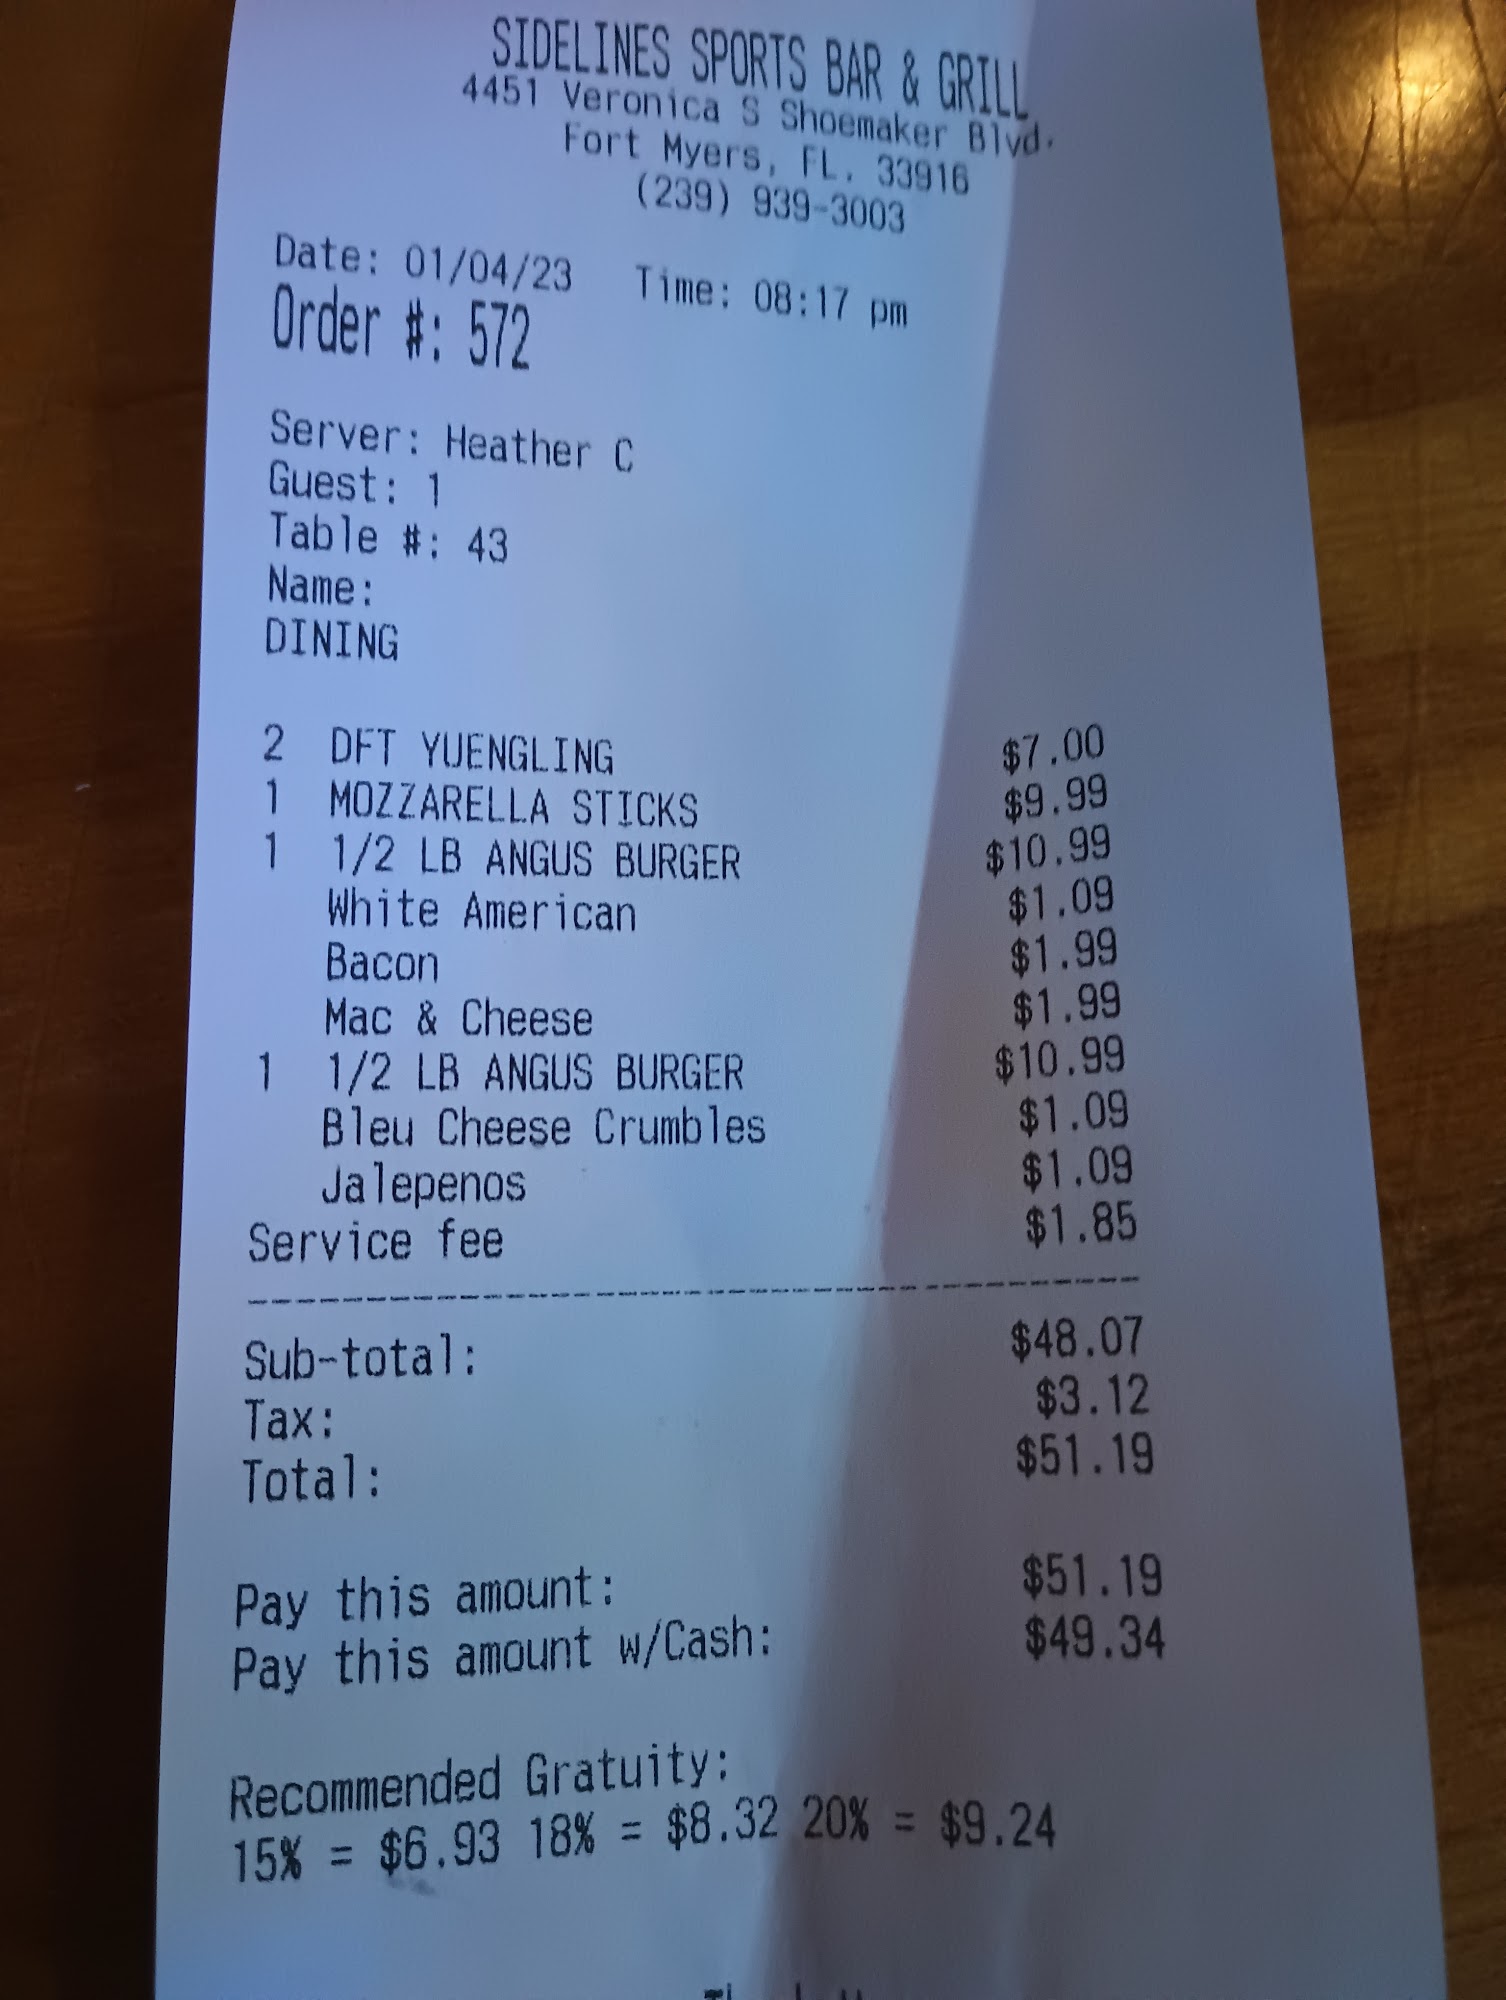 SIDELINES SPORTS BAR & GRILL
4451 Veronica S Shoemaker Blvd.
Fort Myers, FL. 33916
(239) 939-3003
Date: 01/04/23 Time: 08:17 pm
Order #: 572
Server: Heather C
Guest: 1
Table #: 43
Name:
DINING
2 DFT YUENGLING $7.00
1 MOZZARELLA STICKS $9.99
1 1/2 LB ANGUS BURGER $10.99
White American $1.09
Bacon $1.99
Mac & Cheese $1.99
1 1/2 LB ANGUS BURGER $10.99
Bleu Cheese Crumbles $1.09
Jalepenos $1.09
Service fee $1.85
Sub-total: $48.07
Tax: $3.12
Total: $51.19
Pay this amount: $51.19
Pay this amount w/Cash: $49.34
Recommended Gratuity:
15% = $6.93 18% = $8.32 20% = $9.24